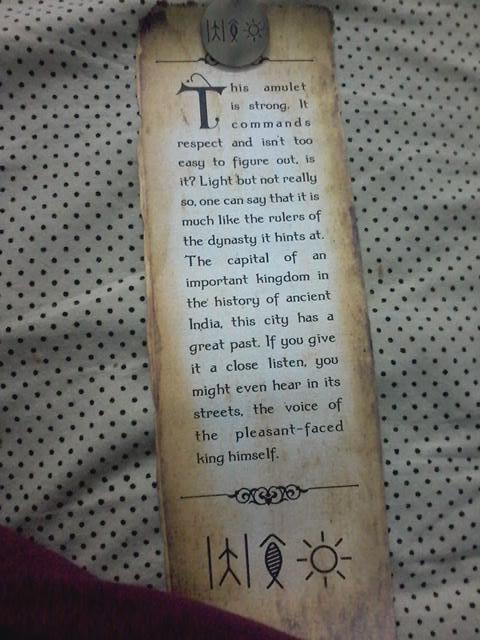 This amulet
is strong. It
commands
respect and isn't too
easy to figure out, is
it? Light but not really
so, one can say that it is
much like the rulers of
the dynasty it hints at.
The capital of an
important kingdom in
the history of ancient
India, this city has a
great past. If you give
it a close listen, you
might even hear in its
streets, the voice of
the pleasant-faced
king himself.